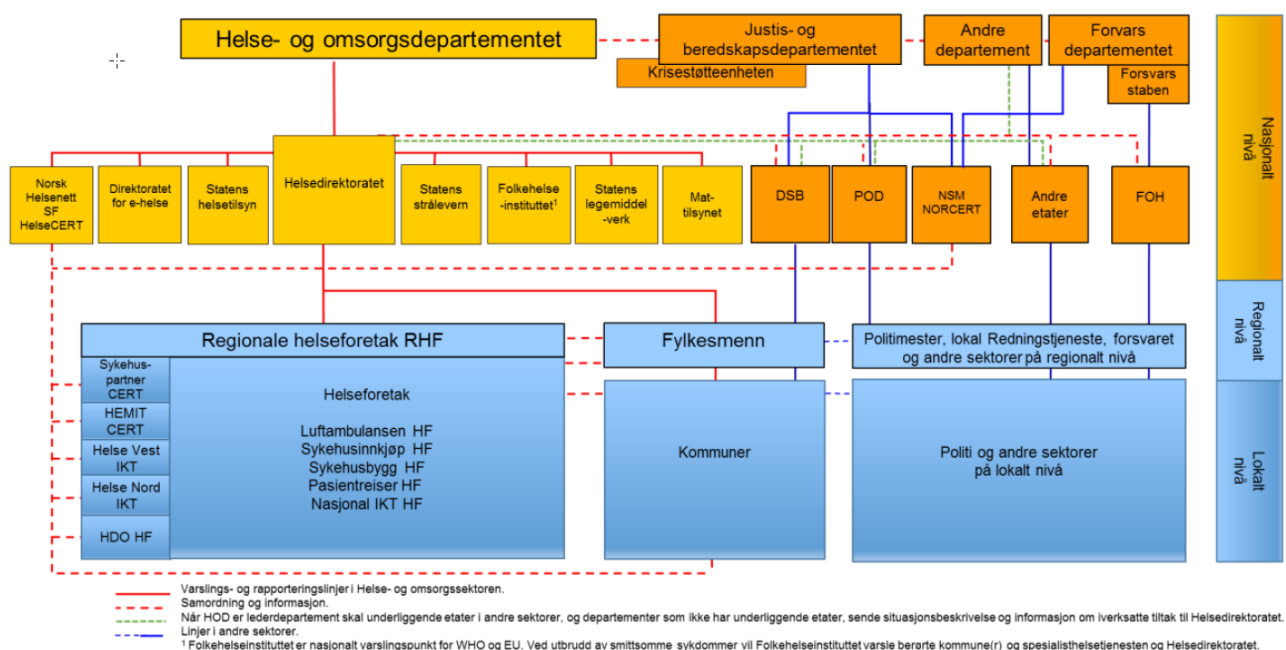 Helse- og omsorgsdepartementet
Justis- og
beredskapsdepartementet
Krisestøtteenheten
Andre
departement
Forvars
departementet
Forsvars
staben
Norsk
Helsenett
SF
HelseCERT
Direktoratet
for e-helse
Statens
helsetilsyn
Helsedirektoratet
Statens
strålevern
Folkehelse
-instituttet¹
Statens
legemiddel
-verk
Mat-
tilsynet
DSB
POD
NSM
NORCERT
Andre
etater
FOH
Nasjonalt
nivå
Regionale helseforetak RHF
Fylkesmenn
Politimester, lokal Redningstjeneste, forsvaret
og andre sektorer på regionalt nivå
Regionalt
nivå
Sykehus-
partner
CERT
HEMIT
CERT
Helse Vest
IKT
Helse Nord
IKT
HDO HF
Helseforetak
Luftambulansen HF
Sykehusinnkjøp HF
Sykehusbygg HF
Pasientreiser HF
Nasjonal IKT HF
Kommuner
Politi og andre sektorer
på lokalt nivå
Lokalt
nivå
Varslings- og rapporteringslinjer i Helse- og omsorgssektoren.
Samordning og informasjon.
Når HOD er lederdepartement skal underliggende etater i andre sektorer, og departementer som ikke har underliggende etater, sende situasjonsbeskrivelse og informasjon om iverksatte tiltak til Helsedirektoratet.
Linjer i andre sektorer.
¹ Folkehelseinstituttet er nasjonalt varslingspunkt for WHO og EU. Ved utbrudd av smittsomme sykdommer vil Folkehelseinstituttet varsle berørte kommune(r) og spesialisthelsetjenesten og Helsedirektoratet.